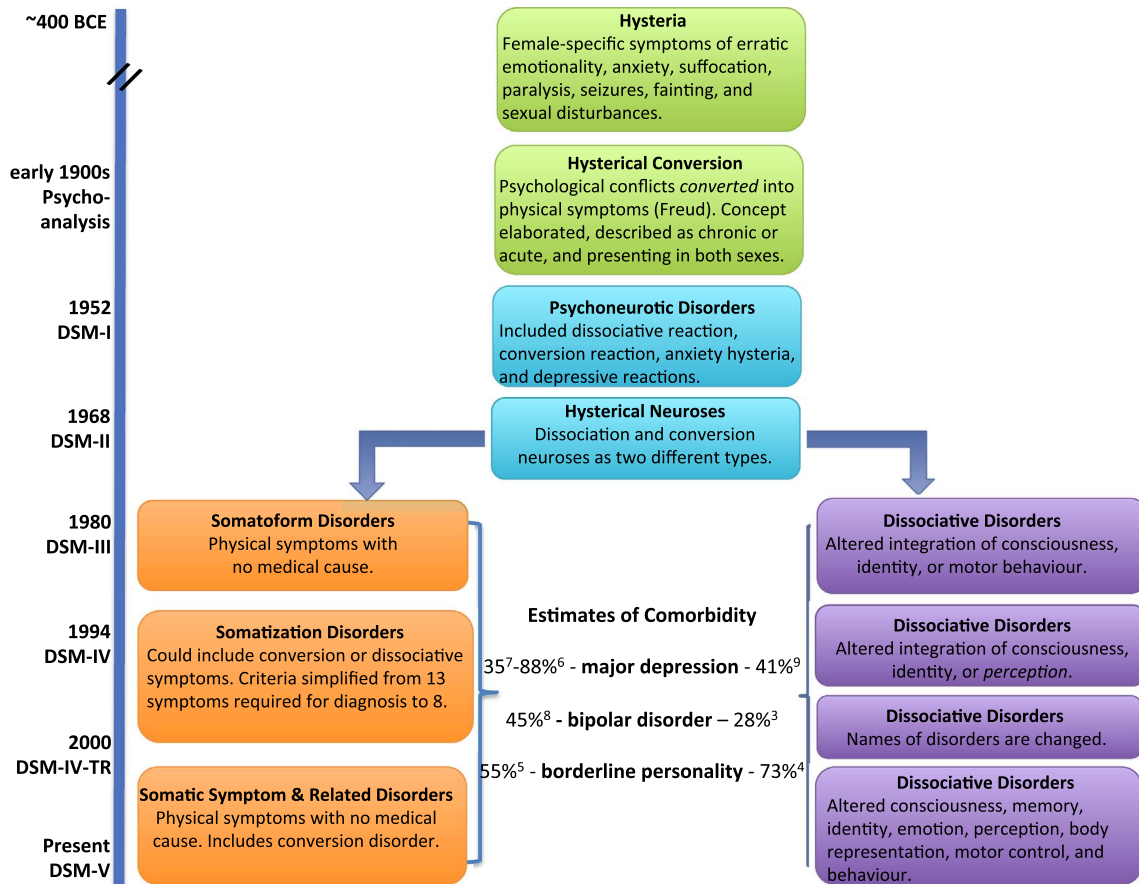 ~400 BCE
Hysteria
Female-specific symptoms of erratic
emotionality, anxiety, suffocation,
paralysis, seizures, fainting, and
sexual disturbances.
early 1900s
Psycho-
analysis
Hysterical Conversion
Psychological conflicts converted into
physical symptoms (Freud). Concept
elaborated, described as chronic or
acute, and presenting in both sexes.
1952
DSM-I
Psychoneurotic Disorders
Included dissociative reaction,
conversion reaction, anxiety hysteria,
and depressive reactions.
1968
DSM-II
Hysterical Neuroses
Dissociation and conversion
neuroses as two different types.
1980
DSM-III
Somatoform Disorders
Physical symptoms with
no medical cause.
Dissociative Disorders
Altered integration of consciousness,
identity, or motor behaviour.
1994
DSM-IV
Somatization Disorders
Could include conversion or dissociative
symptoms. Criteria simplified from 13
symptoms required for diagnosis to 8.
Estimates of Comorbidity
35⁷-88%⁶ - major depression - 41%⁹
45%⁸ - bipolar disorder – 28%³
55%⁵ - borderline personality - 73%⁴
Dissociative Disorders
Altered integration of consciousness,
identity, or perception.
2000
DSM-IV-TR
Dissociative Disorders
Names of disorders are changed.
Present
DSM-V
Somatic Symptom & Related Disorders
Physical symptoms with no medical
cause. Includes conversion disorder.
Dissociative Disorders
Altered consciousness, memory,
identity, emotion, perception, body
representation, motor control, and
behaviour.